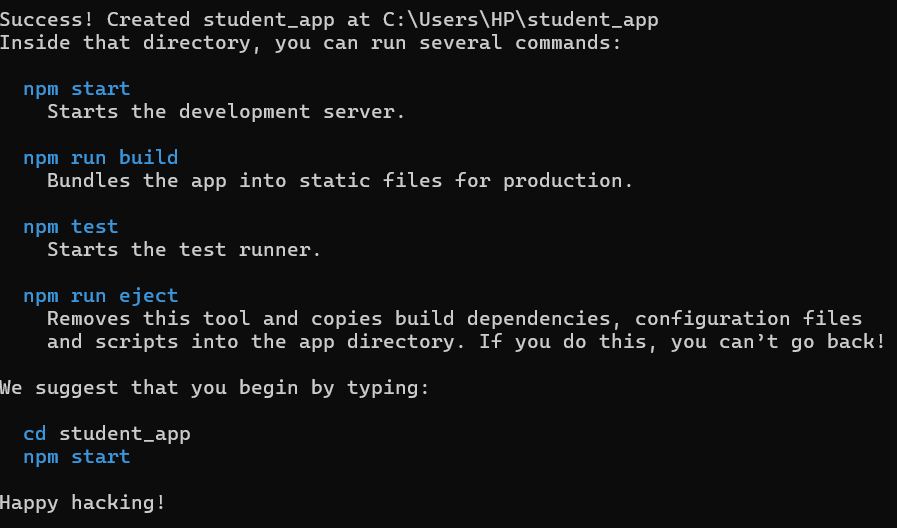 Success! Created student_app at C:\Users\HP\student_app
Inside that directory, you can run several commands:
npm start
Starts the development server.
npm run build
Bundles the app into static files for production.
npm test
Starts the test runner.
npm run eject
Removes this tool and copies build dependencies, configuration files
and scripts into the app directory. If you do this, you can’t go back!
We suggest that you begin by typing:
cd student_app
npm start
Happy hacking!